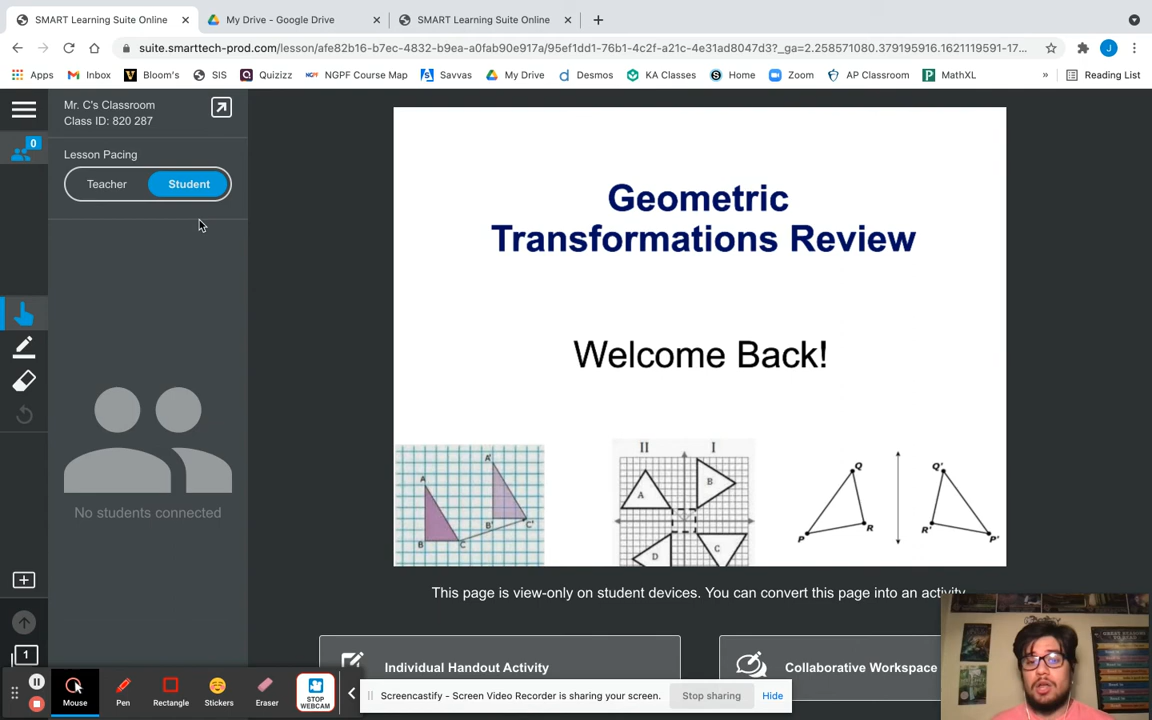 SMART Learning Suite Online
My Drive - Google Drive
SMART Learning Suite Online
suite.smarttech-prod.com/lesson/afe82b16-b7ec-4832-b9ea-a0fab90e917a/95ef1dd1-76b1-4c2f-a21c-4e31ad8047d3?_ga=2.258571080.379195916.1621119591-17...
J
Apps
Inbox
Bloom's
SIS
Quizizz
NGPF Course Map
Savvas
My Drive
Desmos
KA Classes
Home
Zoom
AP Classroom
MathXL
»
Reading List
Mr. C's Classroom
Class ID: 820 287
0
Lesson Pacing
Teacher
Student
No students connected
Geometric
Transformations Review
Welcome Back!
A
A'
B
C
B'
C'
II
I
A
B
D
C
Q
Q'
R
R'
P
P'
This page is view-only on student devices. You can convert this page into an activity.
Individual Handout Activity
Collaborative Workspace
1
Mouse
Pen
Rectangle
Stickers
Eraser
STOP
WEBCAM
Screencastify - Screen Video Recorder is sharing your screen.
Stop sharing
Hide